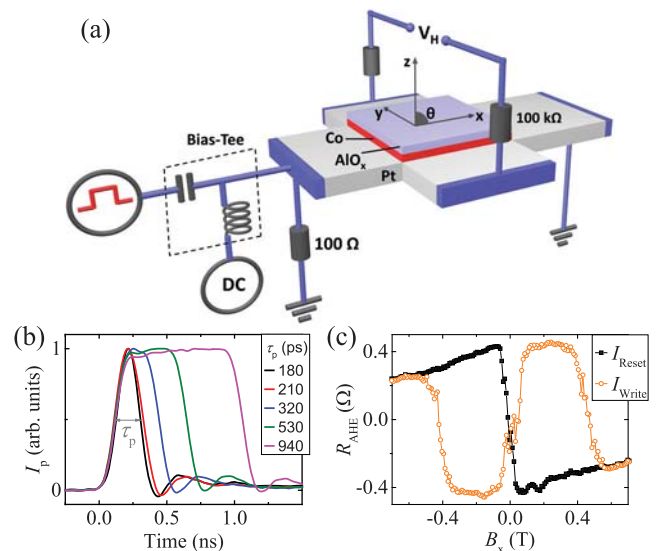 (a)
V_H
z
y
θ
x
100 kΩ
Bias-Tee
Co
AlO_x
Pt
100 Ω
DC
(b)
I_p (arb. units)
1
0
τ_p (ps)
180
210
320
530
940
τ_p
0.0
0.5
1.0
Time (ns)
(c)
R_AHE (Ω)
0.4
0.0
-0.4
I_Reset
I_Write
-0.4
0.0
0.4
B_x (T)